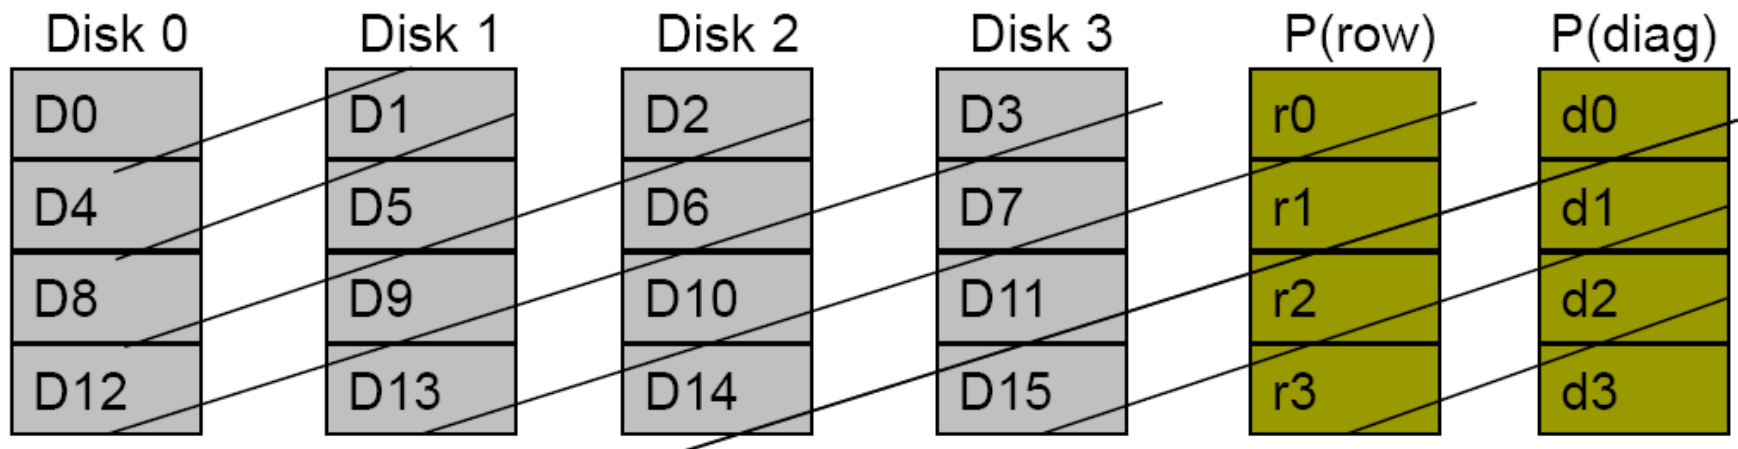 Disk 0 Disk 1 Disk 2 Disk 3 P(row) P(diag)
D0 D1 D2 D3 r0 d0
D4 D5 D6 D7 r1 d1
D8 D9 D10 D11 r2 d2
D12 D13 D14 D15 r3 d3